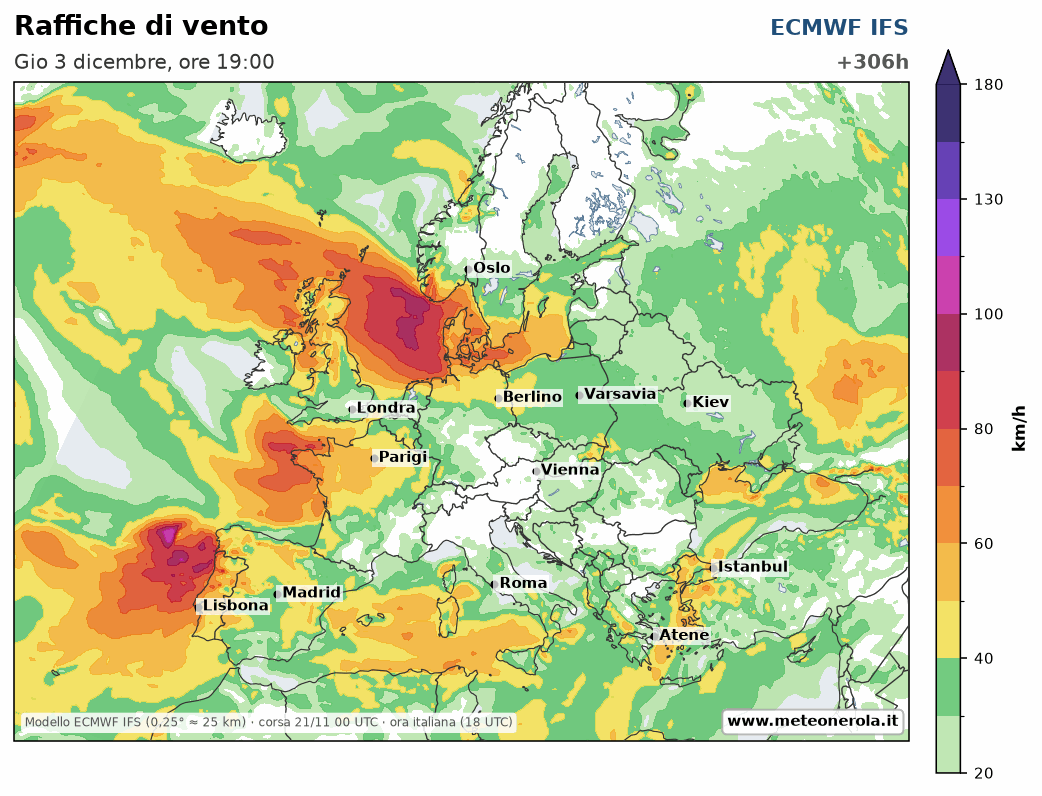 Raffiche di vento
ECMWF IFS
Gio 3 dicembre, ore 19:00
+306h
180
130
100
80
60
40
20
km/h
Oslo
Londra
Berlino
Varsavia
Kiev
Parigi
Vienna
Istanbul
Roma
Madrid
Lisbona
Atene
Modello ECMWF IFS (0,25° ≈ 25 km) · corsa 21/11 00 UTC · ora italiana (18 UTC)
www.meteonerola.it